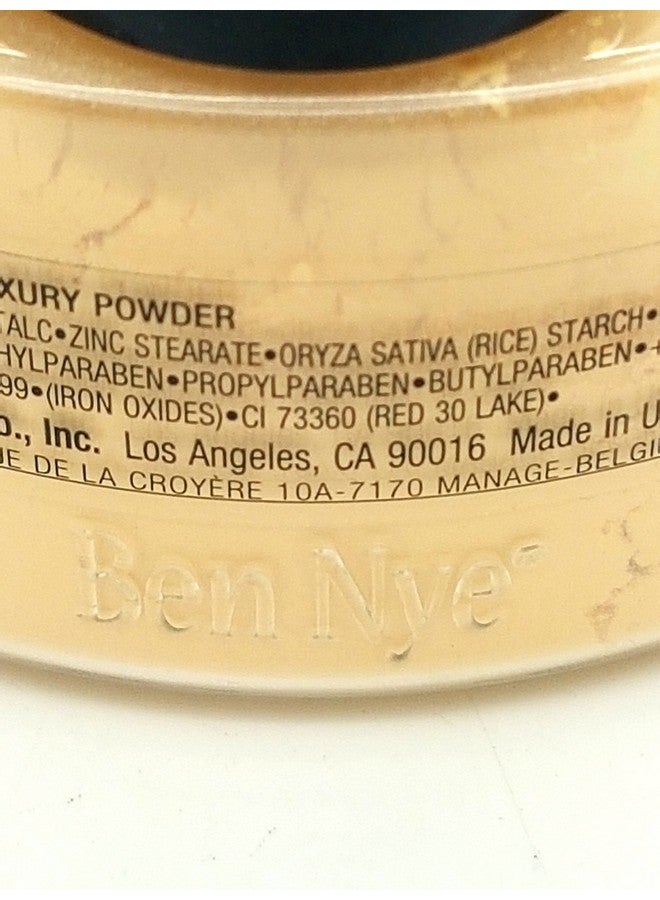 XURY POWDER
TALC•ZINC STEARATE•ORYZA SATIVA (RICE) STARCH•
HYLPARABEN•PROPYLPARABEN•BUTYLPARABEN•+
99•(IRON OXIDES)•CI 73360 (RED 30 LAKE)•
o., Inc. Los Angeles, CA 90016 Made in U
UE DE LA CROYÈRE 10A-7170 MANAGE-BELGI
Ben Nye